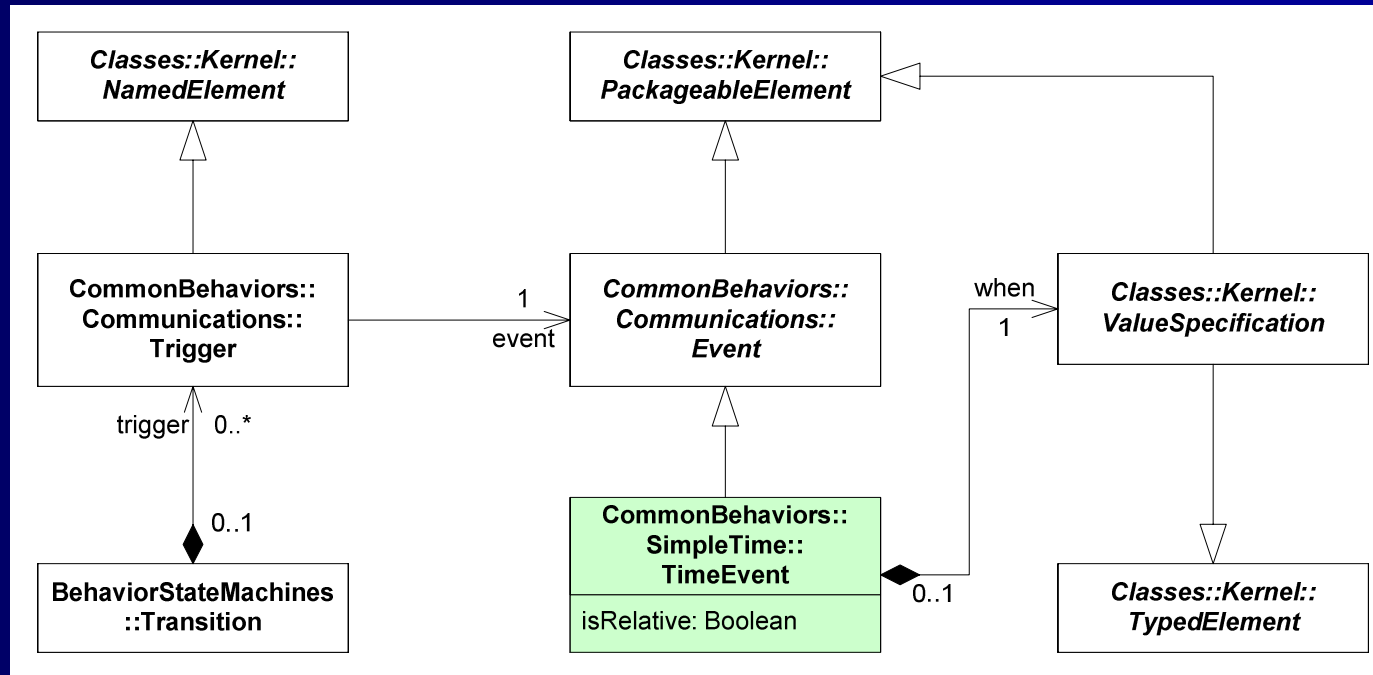 Classes::Kernel::
NamedElement
Classes::Kernel::
PackageableElement
CommonBehaviors::
Communications::
Trigger
1
event
CommonBehaviors::
Communications::
Event
when
1
Classes::Kernel::
ValueSpecification
trigger 0..*
0..1
BehaviorStateMachines
::Transition
CommonBehaviors::
SimpleTime::
TimeEvent
isRelative: Boolean
0..1
Classes::Kernel::
TypedElement